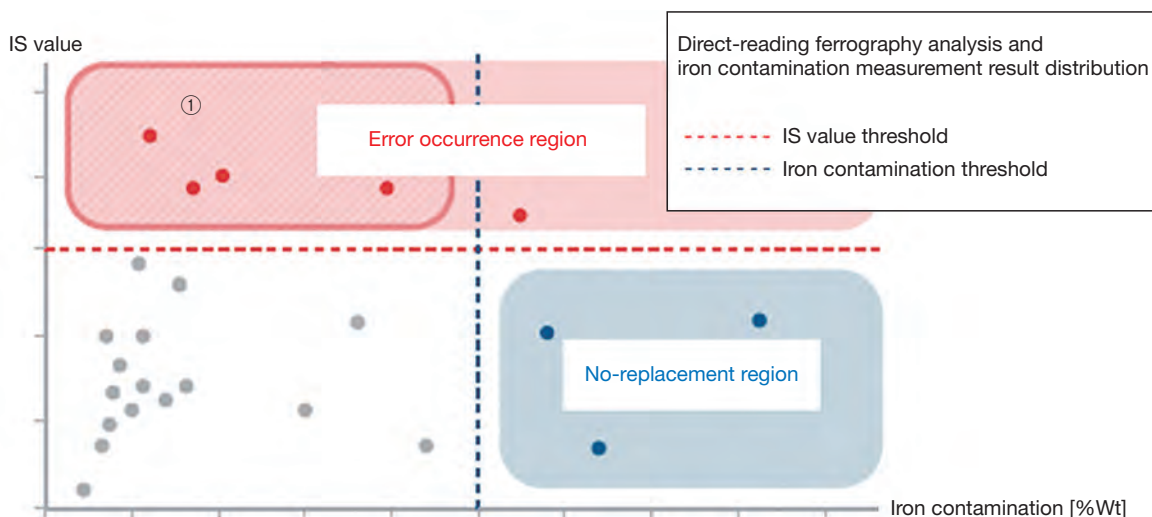 IS value
Direct-reading ferrography analysis and
iron contamination measurement result distribution
IS value threshold
Iron contamination threshold
①
Error occurrence region
No-replacement region
Iron contamination [%Wt]